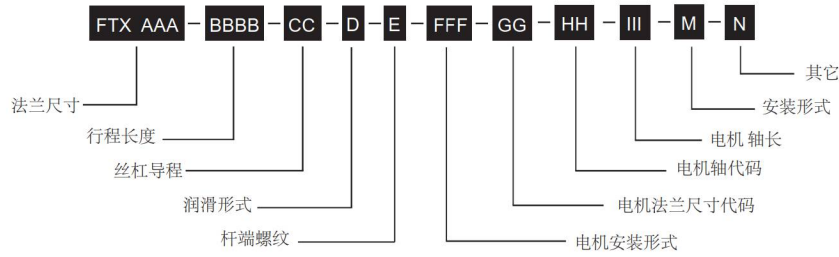 FTX AAA-BBBB-CC-D-E-FFF-GG-HH-III-M-N
其它
法兰尺寸
安装形式
行程长度
电机 轴长
丝杠导程
电机轴代码
润滑形式
电机法兰尺寸代码
杆端螺纹
电机安装形式